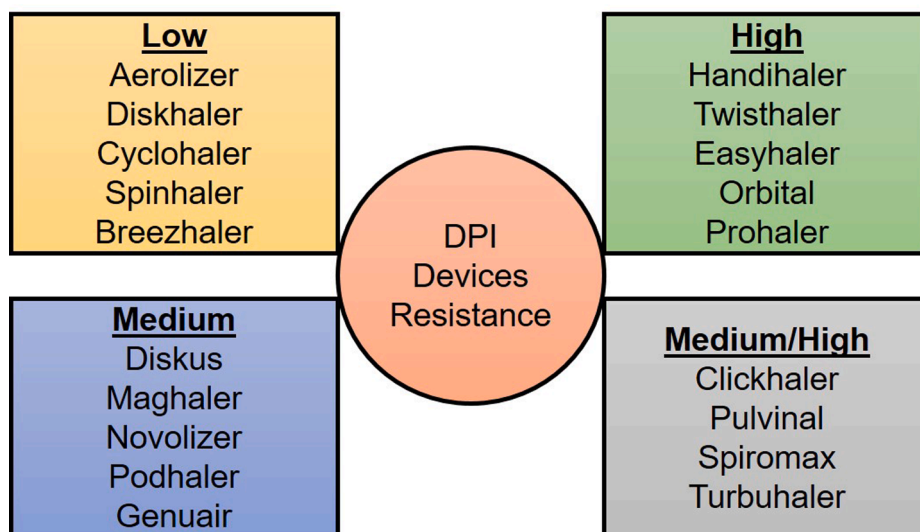 Low
Aerolizer
Diskhaler
Cyclohaler
Spinhaler
Breezhaler
High
Handihaler
Twisthaler
Easyhaler
Orbital
Prohaler
DPI
Devices
Resistance
Medium
Diskus
Maghaler
Novolizer
Podhaler
Genuair
Medium/High
Clickhaler
Pulvinal
Spiromax
Turbuhaler